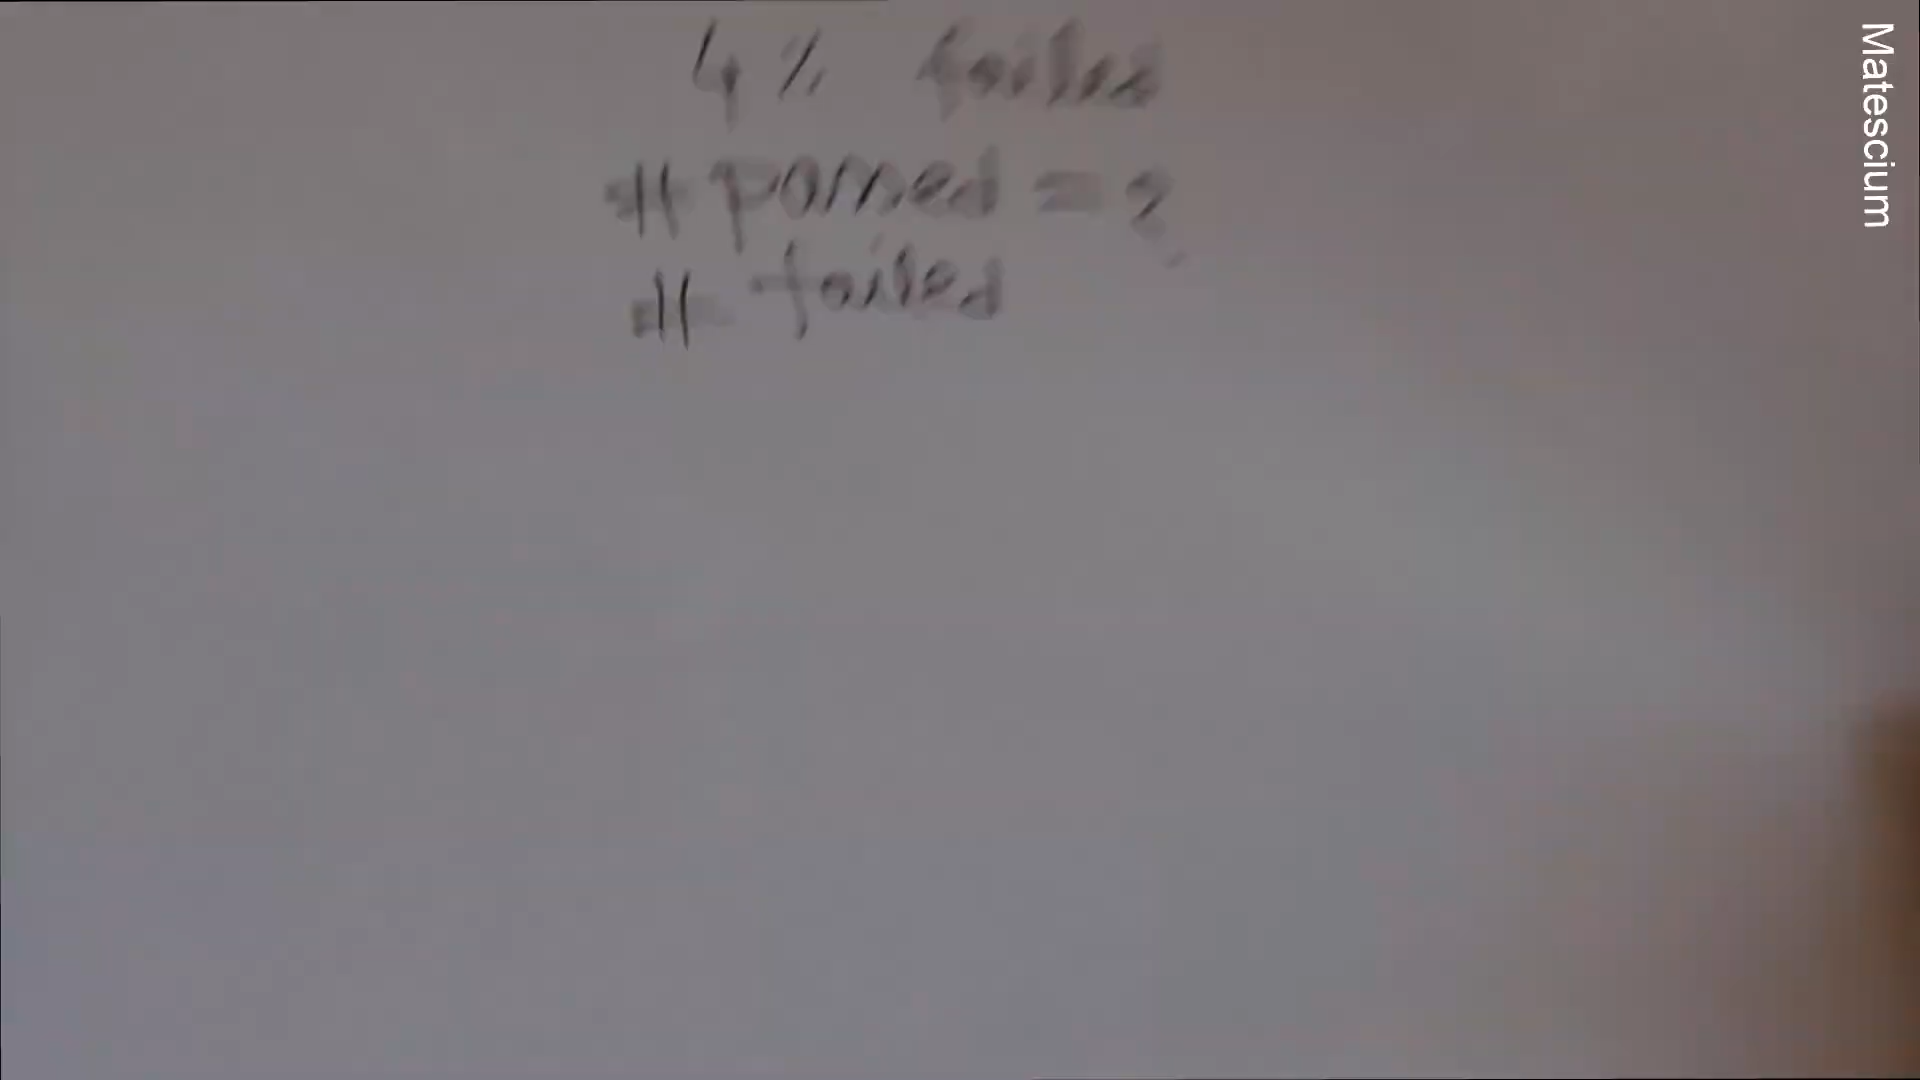 4% failed
# passed = ?
# failed
Matescium